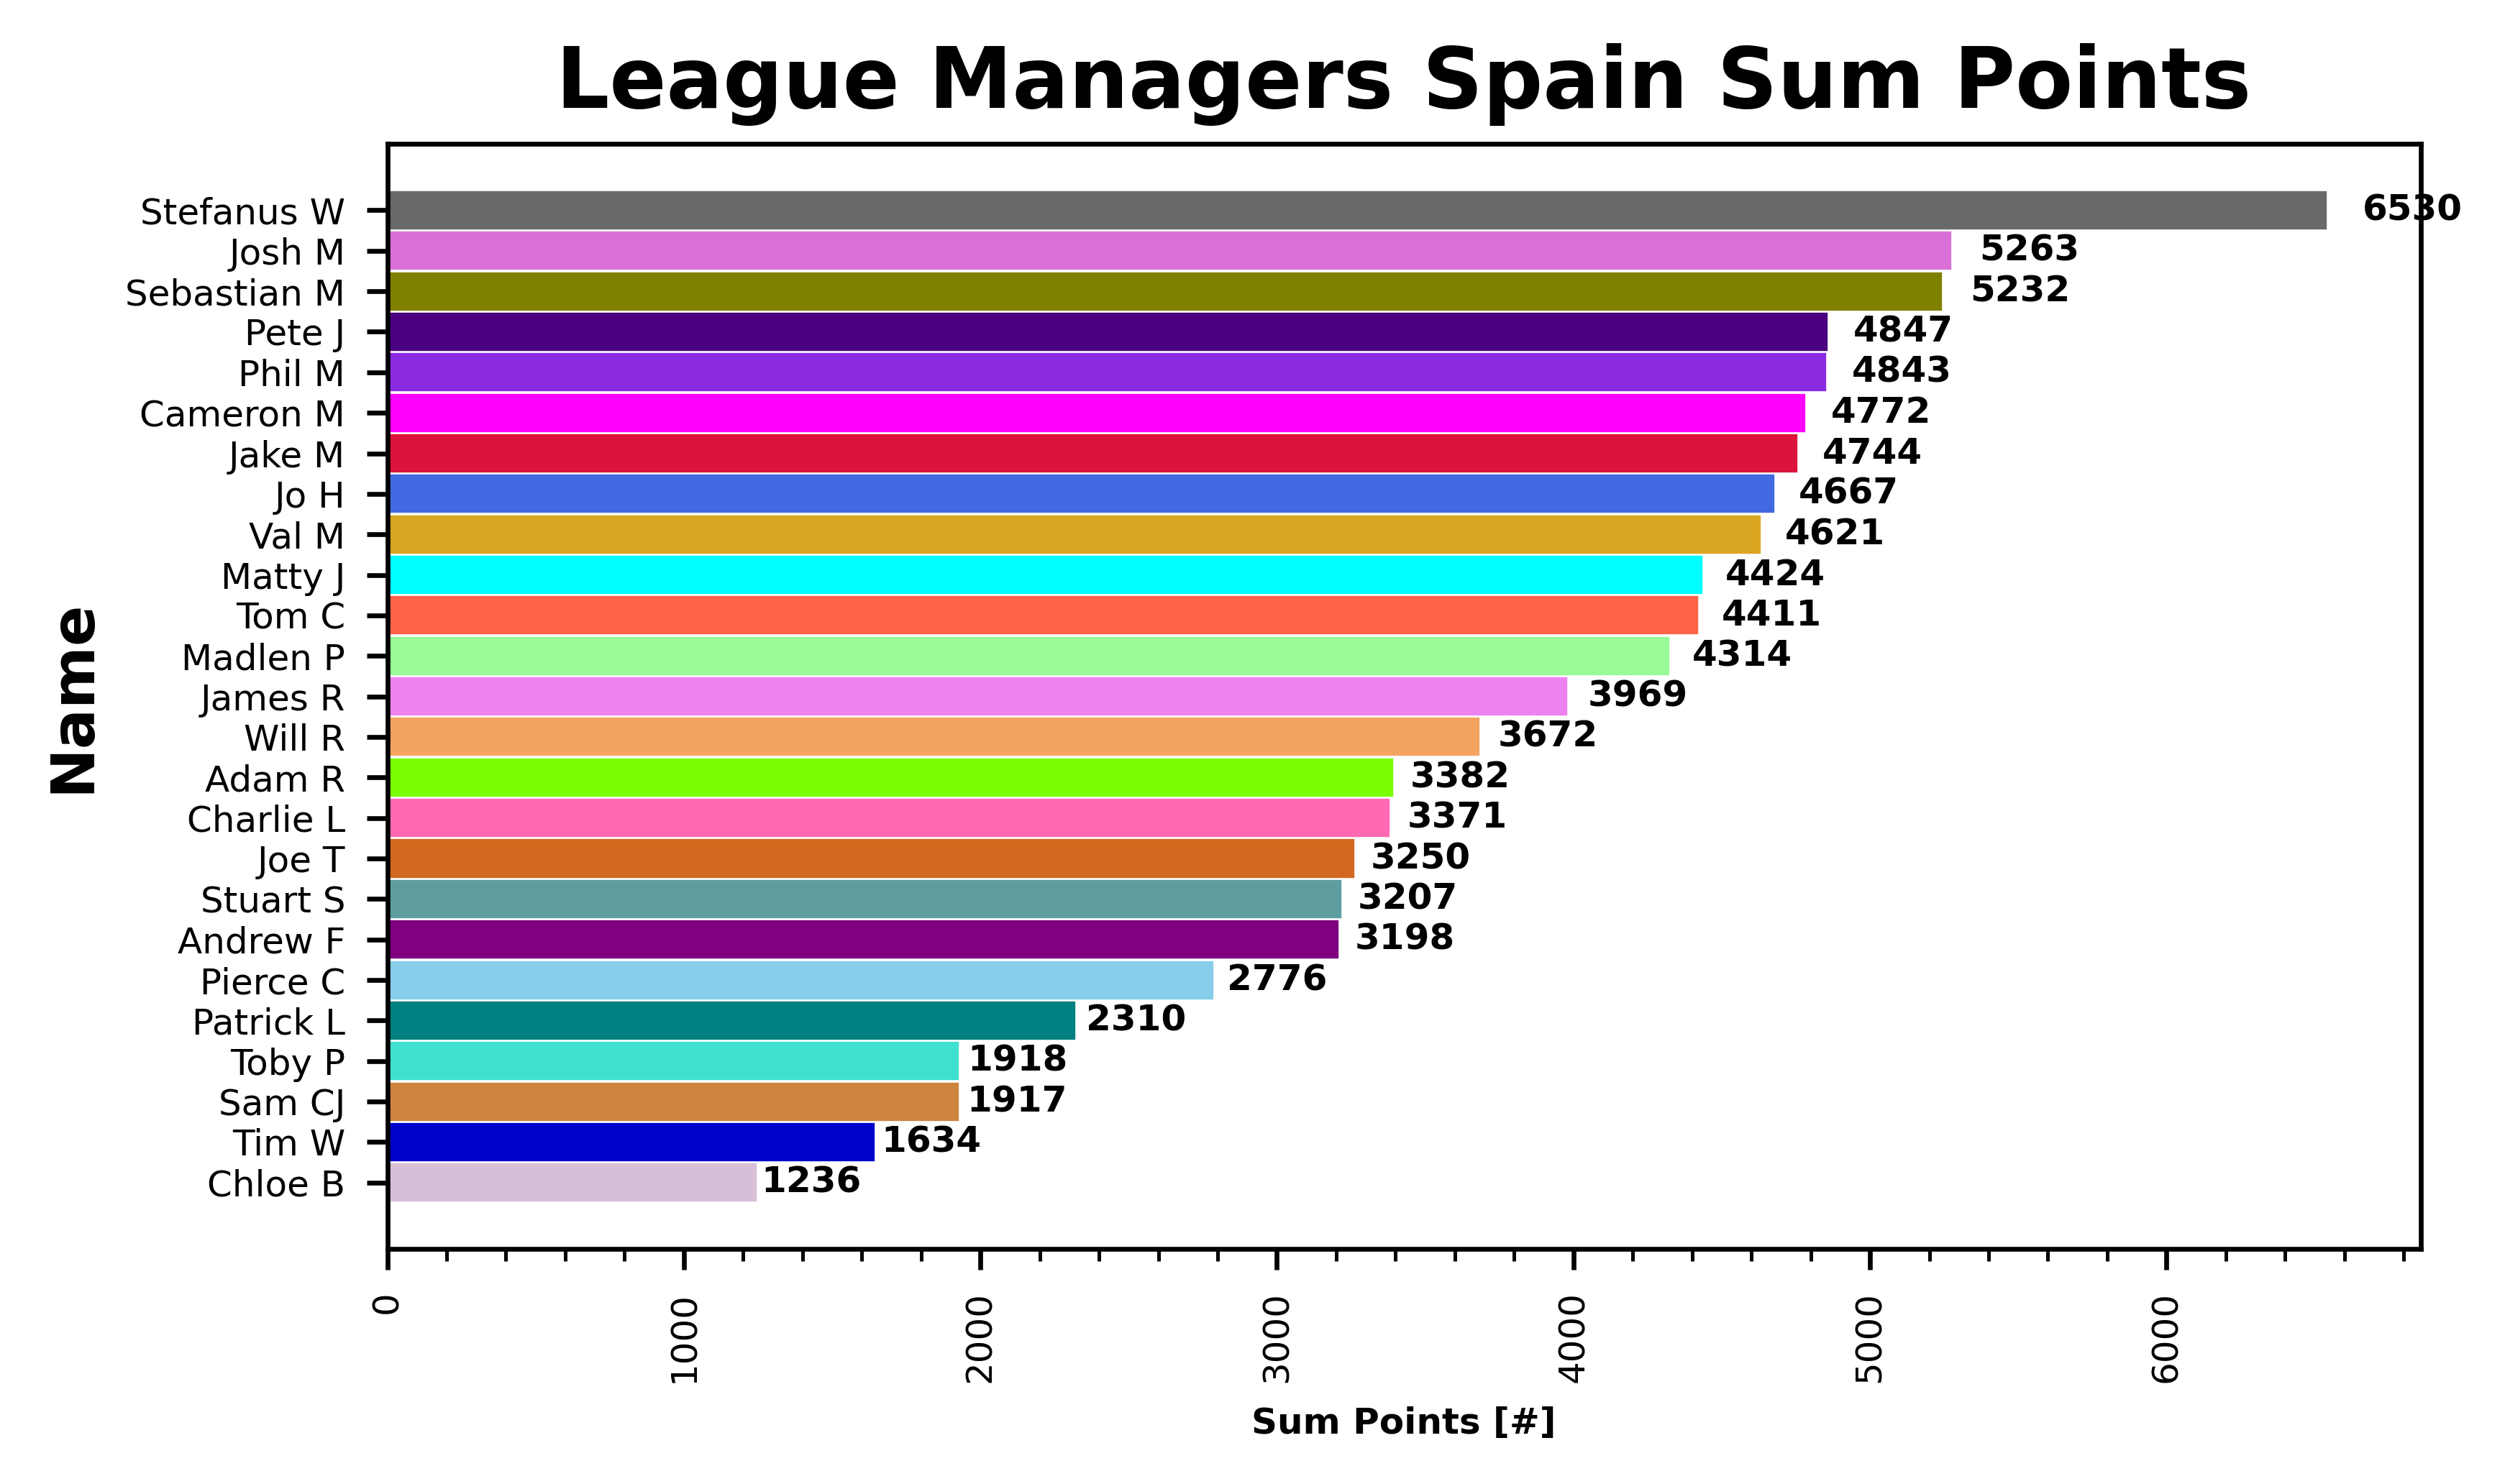 League Managers Spain Sum Points
Name
Stefanus W 6530
Josh M 5263
Sebastian M 5232
Pete J 4847
Phil M 4843
Cameron M 4772
Jake M 4744
Jo H 4667
Val M 4621
Matty J 4424
Tom C 4411
Madlen P 4314
James R 3969
Will R 3672
Adam R 3382
Charlie L 3371
Joe T 3250
Stuart S 3207
Andrew F 3198
Pierce C 2776
Patrick L 2310
Toby P 1918
Sam CJ 1917
Tim W 1634
Chloe B 1236
0 1000 2000 3000 4000 5000 6000
Sum Points [#]